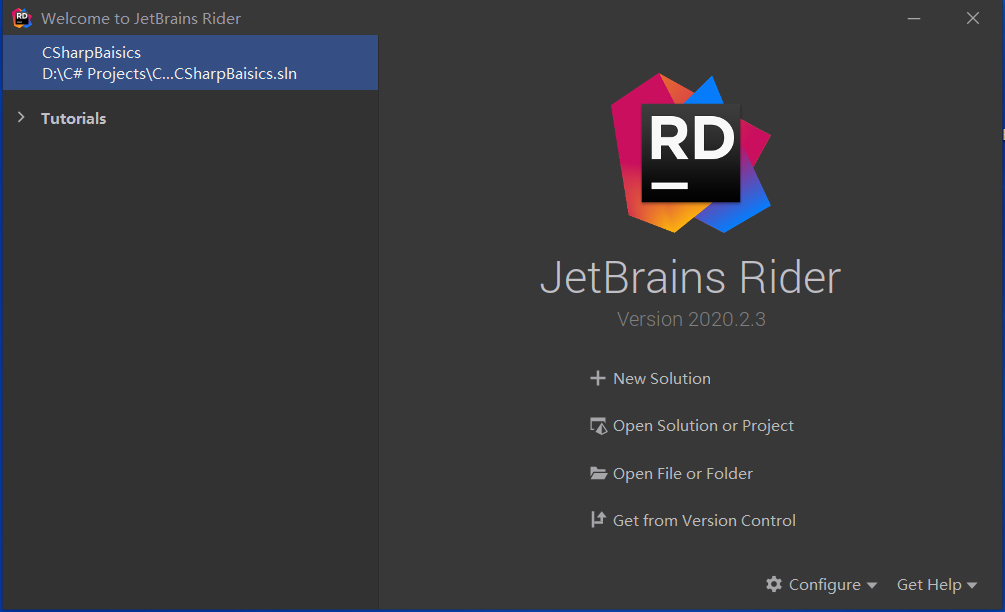 Welcome to JetBrains Rider
CSharpBaisics
D:\C# Projects\C...CSharpBaisics.sln
Tutorials
RD
JetBrains Rider
Version 2020.2.3
New Solution
Open Solution or Project
Open File or Folder
Get from Version Control
Configure
Get Help